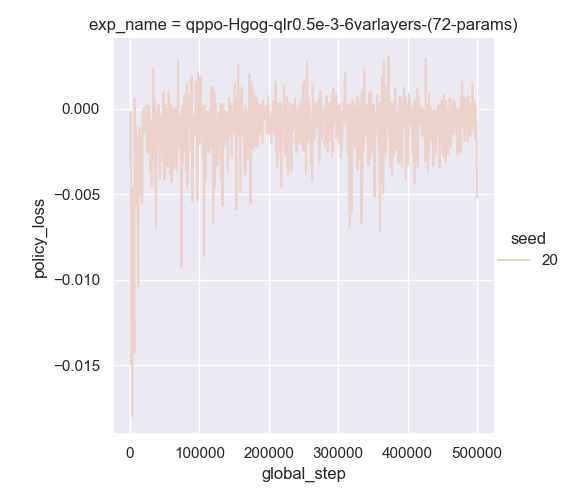 exp_name = qppo-Hgog-qlr0.5e-3-6varlayers-(72-params)
0.000
−0.005
−0.010
−0.015
policy_loss
0
100000
200000
300000
400000
500000
global_step
seed
20